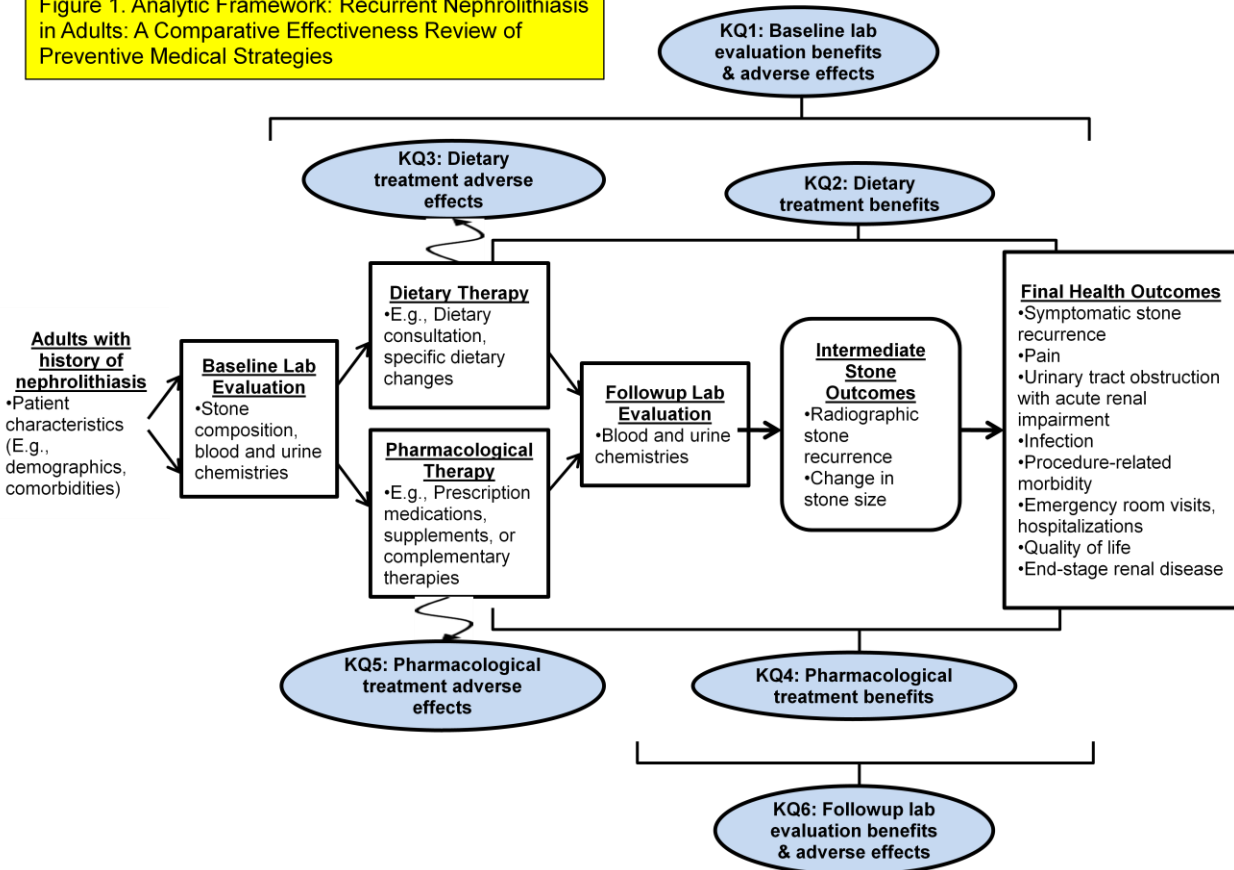 Figure 1. Analytic Framework: Recurrent Nephrolithiasis
in Adults: A Comparative Effectiveness Review of
Preventive Medical Strategies
KQ1: Baseline lab
evaluation benefits
& adverse effects
KQ3: Dietary
treatment adverse
effects
KQ2: Dietary
treatment benefits
Adults with
history of
nephrolithiasis
•Patient
characteristics
(E.g.,
demographics,
comorbidities)
Baseline Lab
Evaluation
•Stone
composition,
blood and urine
chemistries
Dietary Therapy
•E.g., Dietary
consultation,
specific dietary
changes
Pharmacological
Therapy
•E.g., Prescription
medications,
supplements, or
complementary
therapies
Followup Lab
Evaluation
•Blood and urine
chemistries
Intermediate
Stone
Outcomes
•Radiographic
stone
recurrence
•Change in
stone size
Final Health Outcomes
•Symptomatic stone
recurrence
•Pain
•Urinary tract obstruction
with acute renal
impairment
•Infection
•Procedure-related
morbidity
•Emergency room visits,
hospitalizations
•Quality of life
•End-stage renal disease
KQ5: Pharmacological
treatment adverse
effects
KQ4: Pharmacological
treatment benefits
KQ6: Followup lab
evaluation benefits
& adverse effects